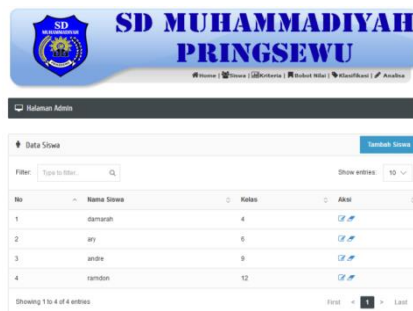 SD
MUHAMMADIYAH
SD MUHAMMADIYAH
PRINGSEWU
Home | Siswa | Kriteria | Bobot Nilai | Klasifikasi | Analisa
Halaman Admin
Data Siswa Tambah Siswa
Filter: Type to filter... Show entries: 10
No Nama Siswa Kelas Aksi
1 damarah 4
2 ary 6
3 andre 9
4 ramdon 12
Showing 1 to 4 of 4 entries First < 1 > Last